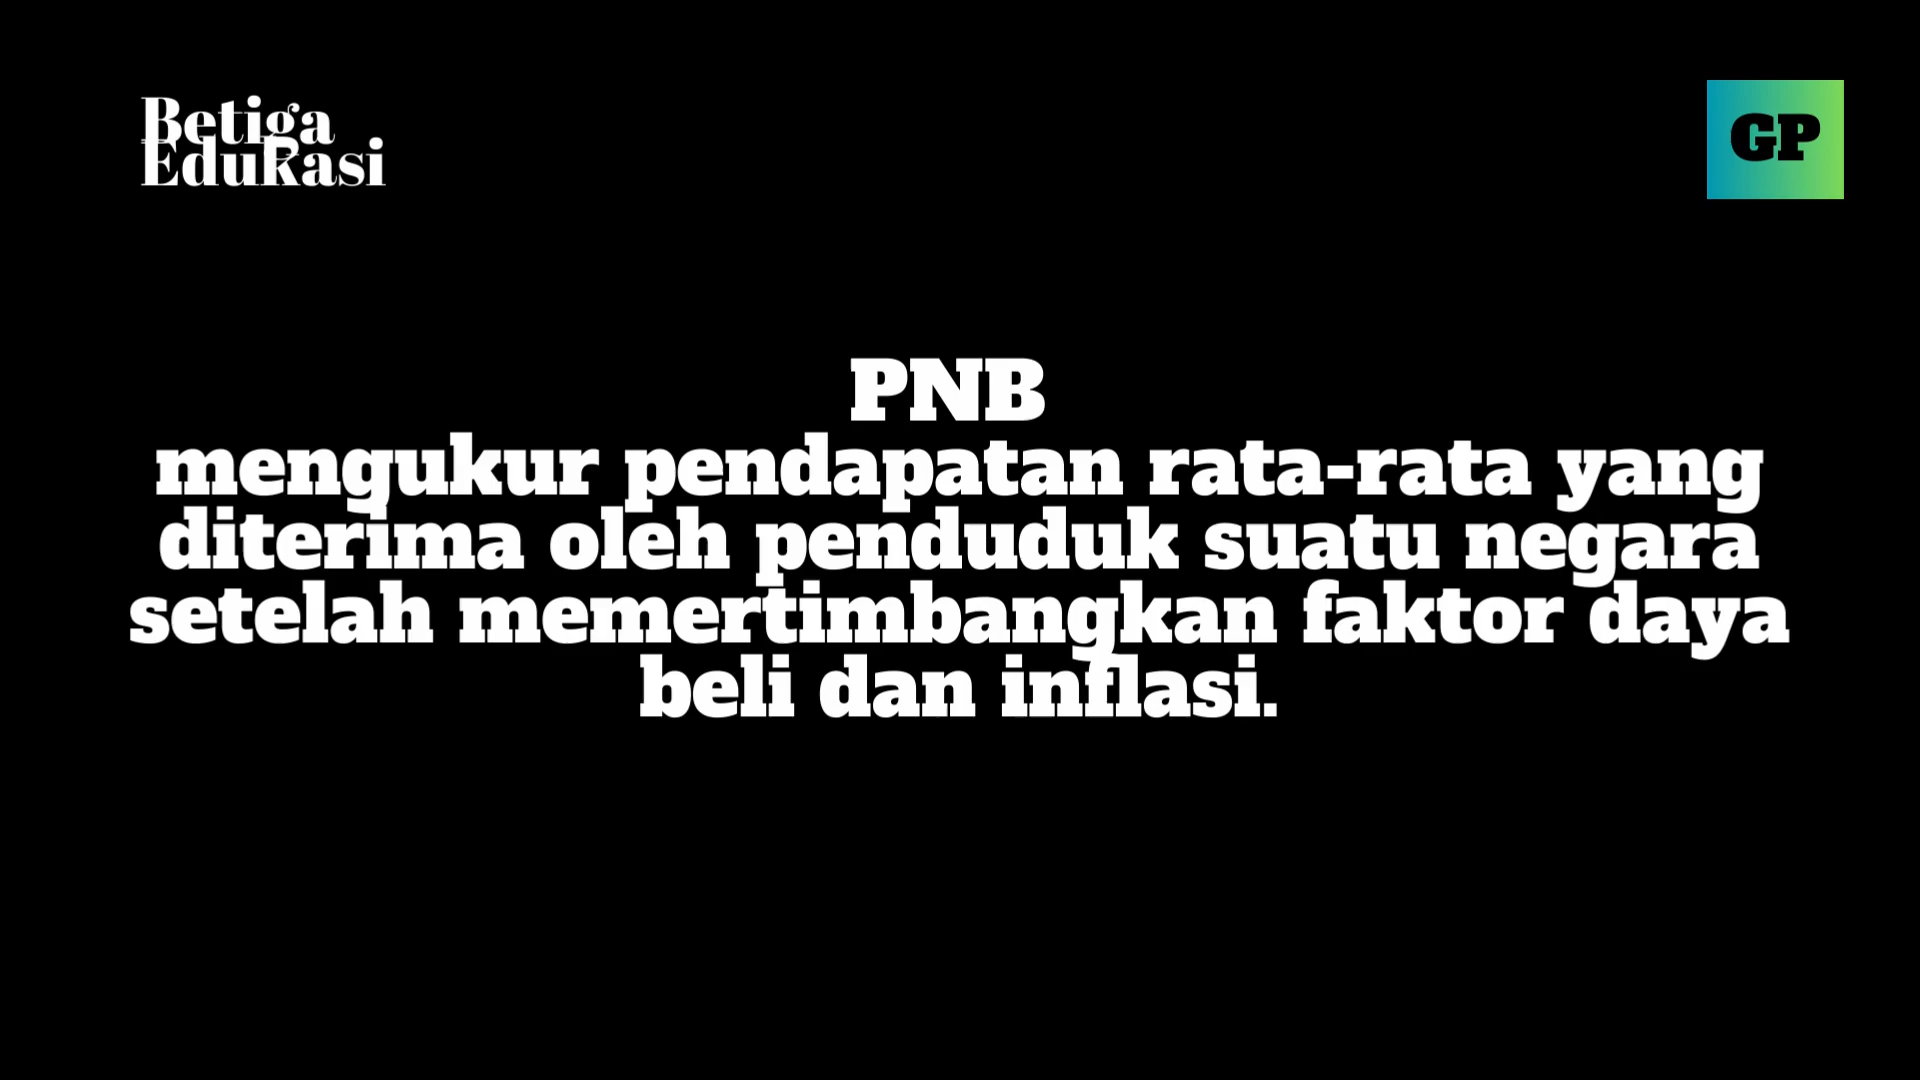 Betiga
Edukasi
GP
PNB
mengukur pendapatan rata-rata yang
diterima oleh penduduk suatu negara
setelah memertimbangkan faktor daya
beli dan inflasi.